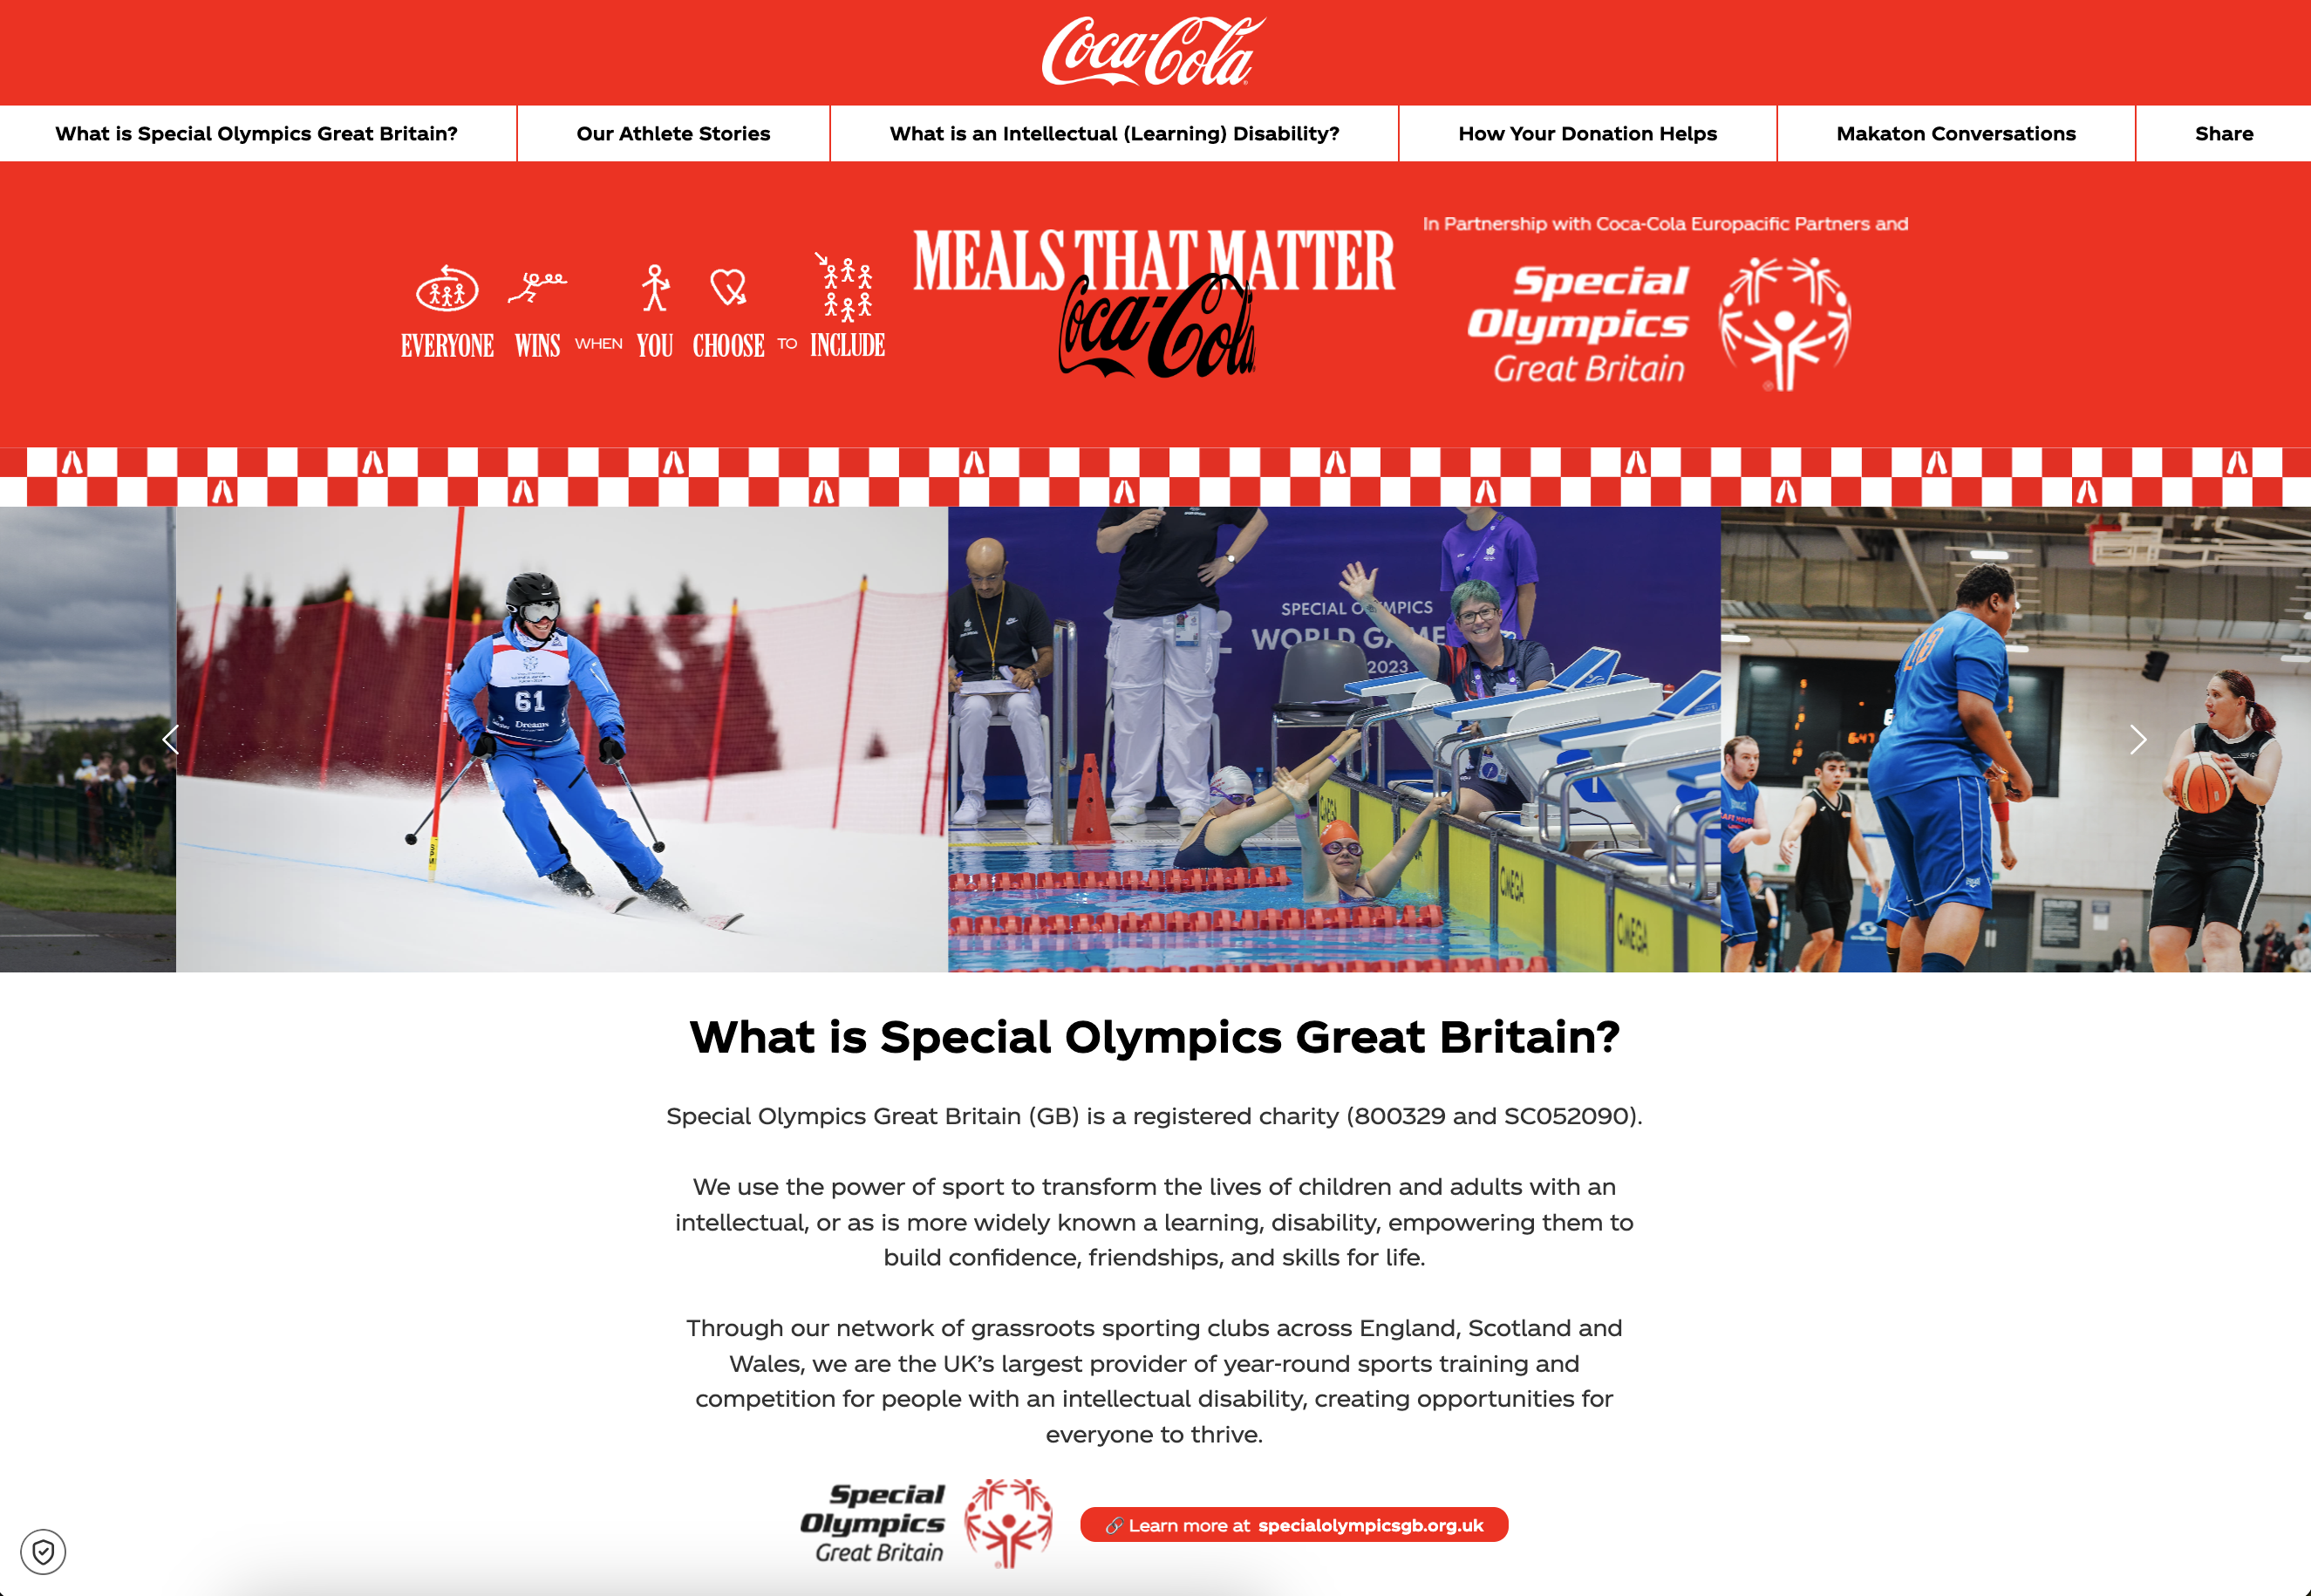 Coca-Cola
What is Special Olympics Great Britain?
Our Athlete Stories
What is an Intellectual (Learning) Disability?
How Your Donation Helps
Makaton Conversations
Share
EVERYONE WINS WHEN YOU CHOOSE TO INCLUDE
MEALS THAT MATTER
Coca-Cola
In Partnership with Coca-Cola Europacific Partners and
Special
Olympics
Great Britain
61
Dreams
SPECIAL OLYMPICS
WORLD GAME
2023
OMEGA
OMEGA
OMEGA
6:47
What is Special Olympics Great Britain?
Special Olympics Great Britain (GB) is a registered charity (800329 and SC052090).
We use the power of sport to transform the lives of children and adults with an
intellectual, or as is more widely known a learning, disability, empowering them to
build confidence, friendships, and skills for life.
Through our network of grassroots sporting clubs across England, Scotland and
Wales, we are the UK’s largest provider of year-round sports training and
competition for people with an intellectual disability, creating opportunities for
everyone to thrive.
Special
Olympics
Great Britain
Learn more at specialolympicsgb.org.uk